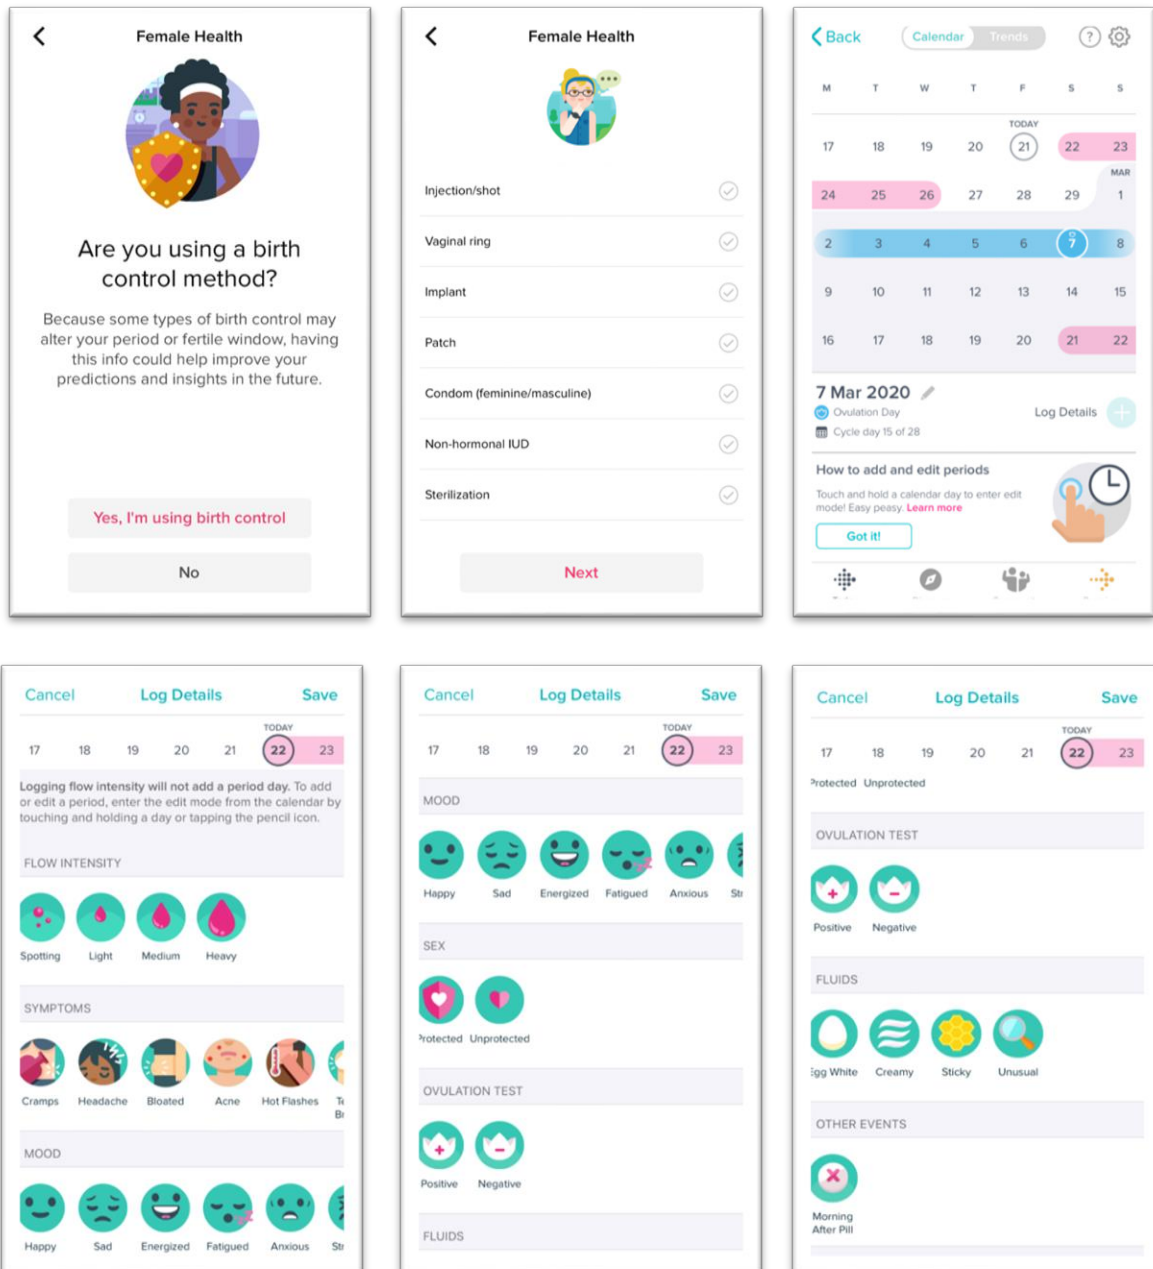 Female Health
Are you using a birth
control method?
Because some types of birth control may
alter your period or fertile window, having
this info could help improve your
predictions and insights in the future.
Yes, I'm using birth control
No
Female Health
Injection/shot
Vaginal ring
Implant
Patch
Condom (feminine/masculine)
Non-hormonal IUD
Sterilization
Next
Back Calendar Trends ?
M T W T F S S
TODAY
17 18 19 20 21 22 23
MAR
24 25 26 27 28 29 1
2 3 4 5 6 7 8
9 10 11 12 13 14 15
16 17 18 19 20 21 22
7 Mar 2020
Ovulation Day
Log Details
Cycle day 15 of 28
How to add and edit periods
Touch and hold a calendar day to enter edit
mode! Easy peasy. Learn more
Got it!
Cancel Log Details Save
TODAY
17 18 19 20 21 22 23
Logging flow intensity will not add a period day. To add
or edit a period, enter the edit mode from the calendar by
touching and holding a day or tapping the pencil icon.
FLOW INTENSITY
Spotting Light Medium Heavy
SYMPTOMS
Cramps Headache Bloated Acne Hot Flashes
MOOD
Happy Sad Energized Fatigued Anxious
Cancel Log Details Save
TODAY
17 18 19 20 21 22 23
MOOD
Happy Sad Energized Fatigued Anxious
SEX
Protected Unprotected
OVULATION TEST
Positive Negative
FLUIDS
Cancel Log Details Save
TODAY
17 18 19 20 21 22 23
Protected Unprotected
OVULATION TEST
Positive Negative
FLUIDS
Egg White Creamy Sticky Unusual
OTHER EVENTS
Morning
After Pill